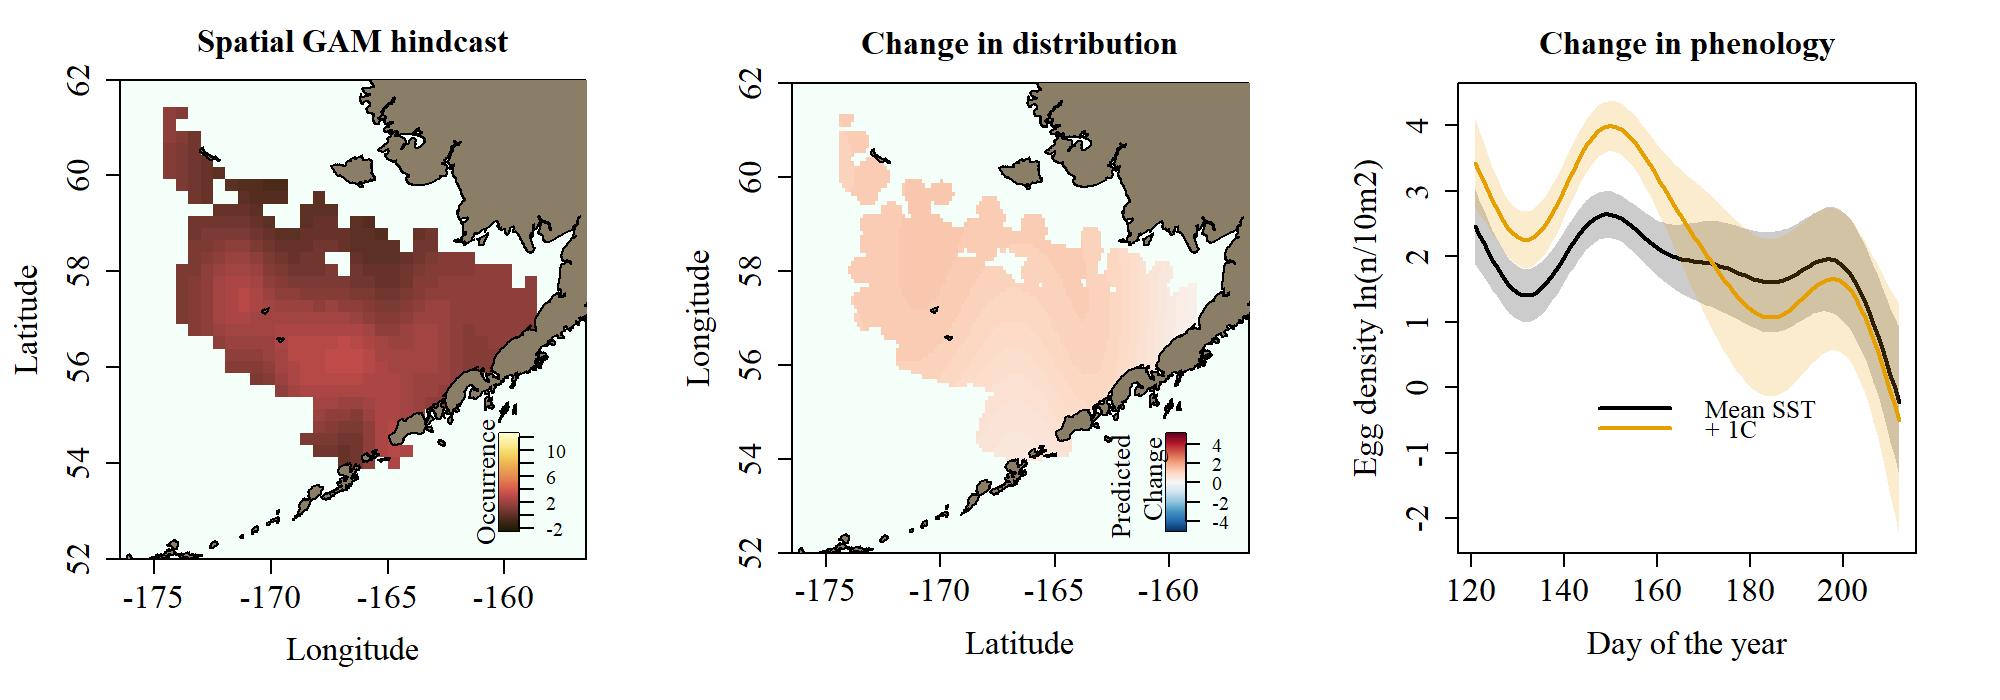 Spatial GAM hindcast
Latitude
62
60
58
56
54
52
-175
-170
-165
-160
Longitude
Occurrence
10
6
2
-2
Change in distribution
Longitude
62
60
58
56
54
52
-175
-170
-165
-160
Latitude
Predicted
Change
4
2
0
-2
-4
Change in phenology
Egg density ln(n/10m2)
4
3
2
1
0
-1
-2
120
140
160
180
200
Day of the year
Mean SST
+ 1C